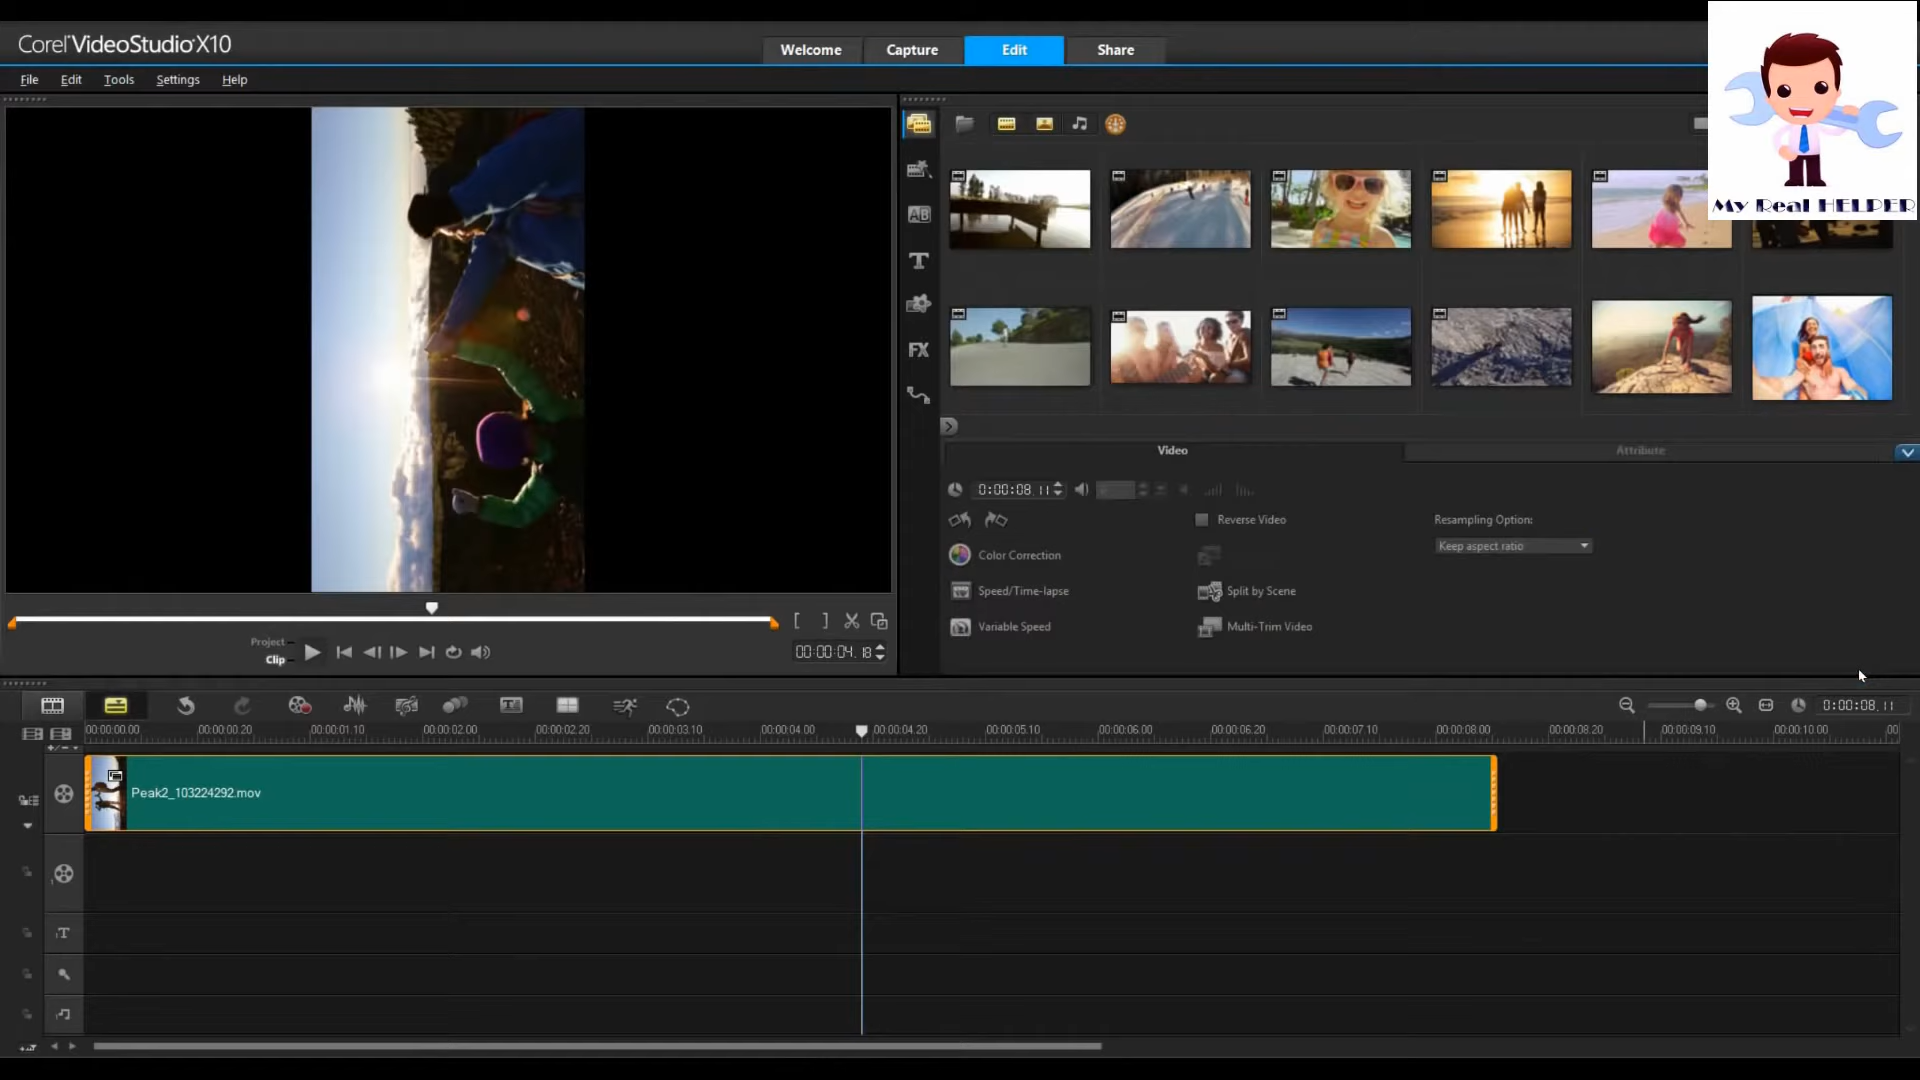 Corel VideoStudio X10
Welcome Capture Edit Share
My Real HELPER
File Edit Tools Settings Help
AB
T
FX
Video Attribute
0:00:08.11
Reverse Video
Resampling Option:
Keep aspect ratio
Color Correction
Speed/Time-lapse
Split by Scene
Variable Speed
Multi-Trim Video
Project
Clip
[ ]
00:00:04.18
0:00:08.11
00:00:00.00 00:00:00.20 00:00:01.10 00:00:02.00 00:00:02.20 00:00:03.10 00:00:04.00 00:00:04.20 00:00:05.10 00:00:06.00 00:00:06.20 00:00:07.10 00:00:08.00 00:00:08.20 00:00:09.10 00:00:10.00 00
Peak2_103224292.mov
1
1T